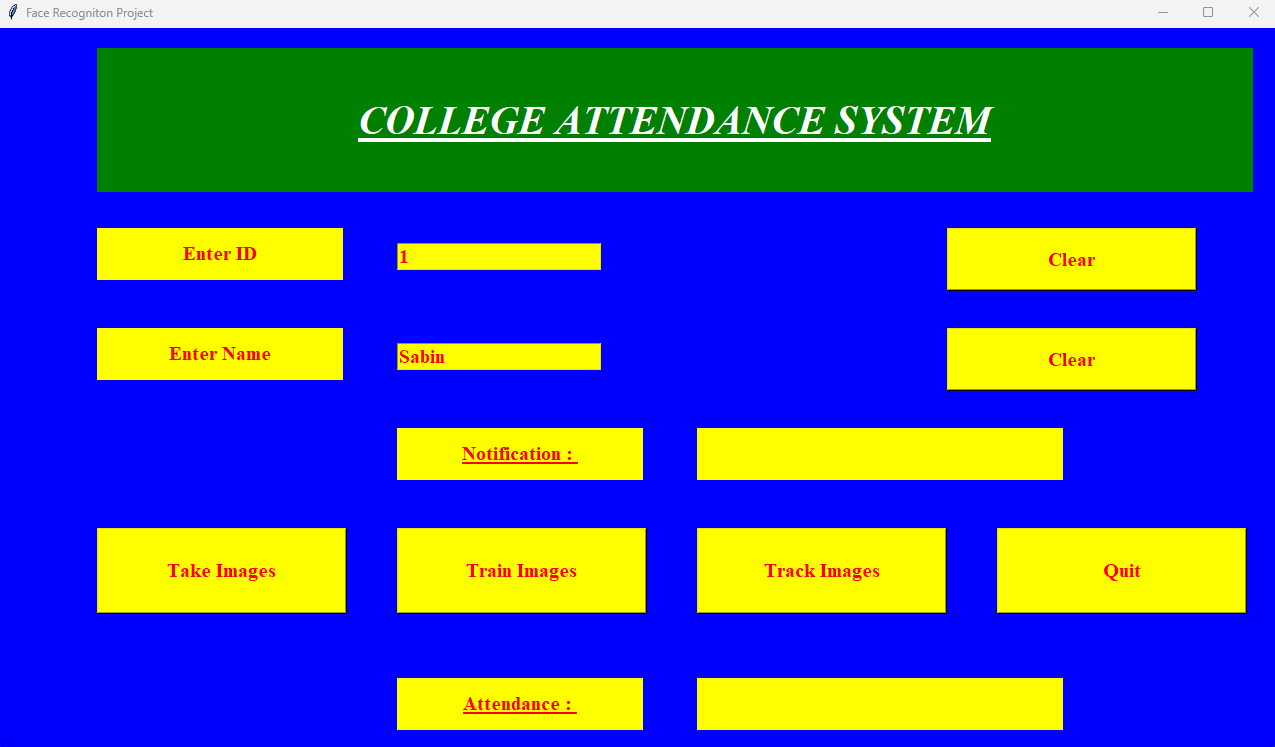 Face Recogniton Project
COLLEGE ATTENDANCE SYSTEM
Enter ID
1
Clear
Enter Name
Sabin
Clear
Notification :
Take Images
Train Images
Track Images
Quit
Attendance :